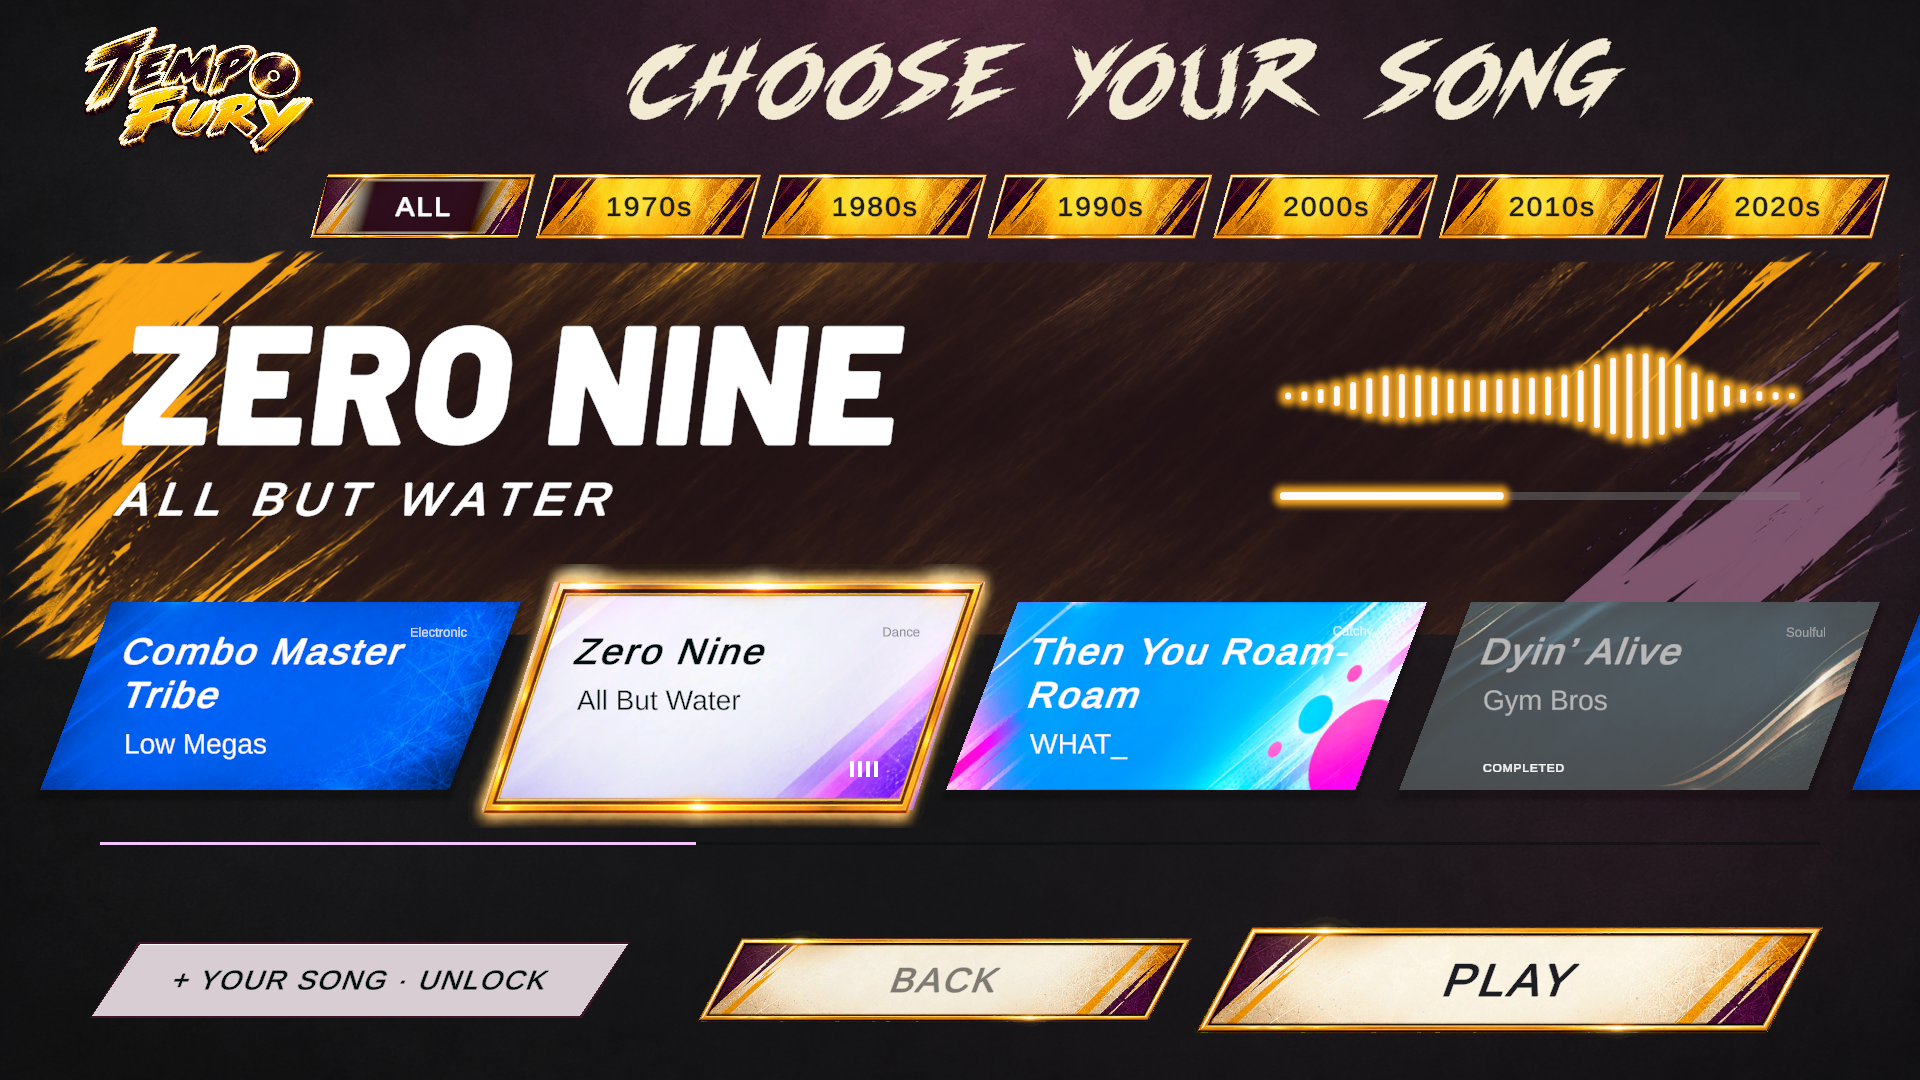 TEMPO
FURY
CHOOSE YOUR SONG
ALL
1970s
1980s
1990s
2000s
2010s
2020s
ZERO NINE
ALL BUT WATER
Combo Master
Tribe
Electronic
Low Megas
Zero Nine
Dance
All But Water
Then You Roam-
Roam
Catchy
WHAT_
Dyin’ Alive
Soulful
Gym Bros
COMPLETED
+ YOUR SONG · UNLOCK
BACK
PLAY